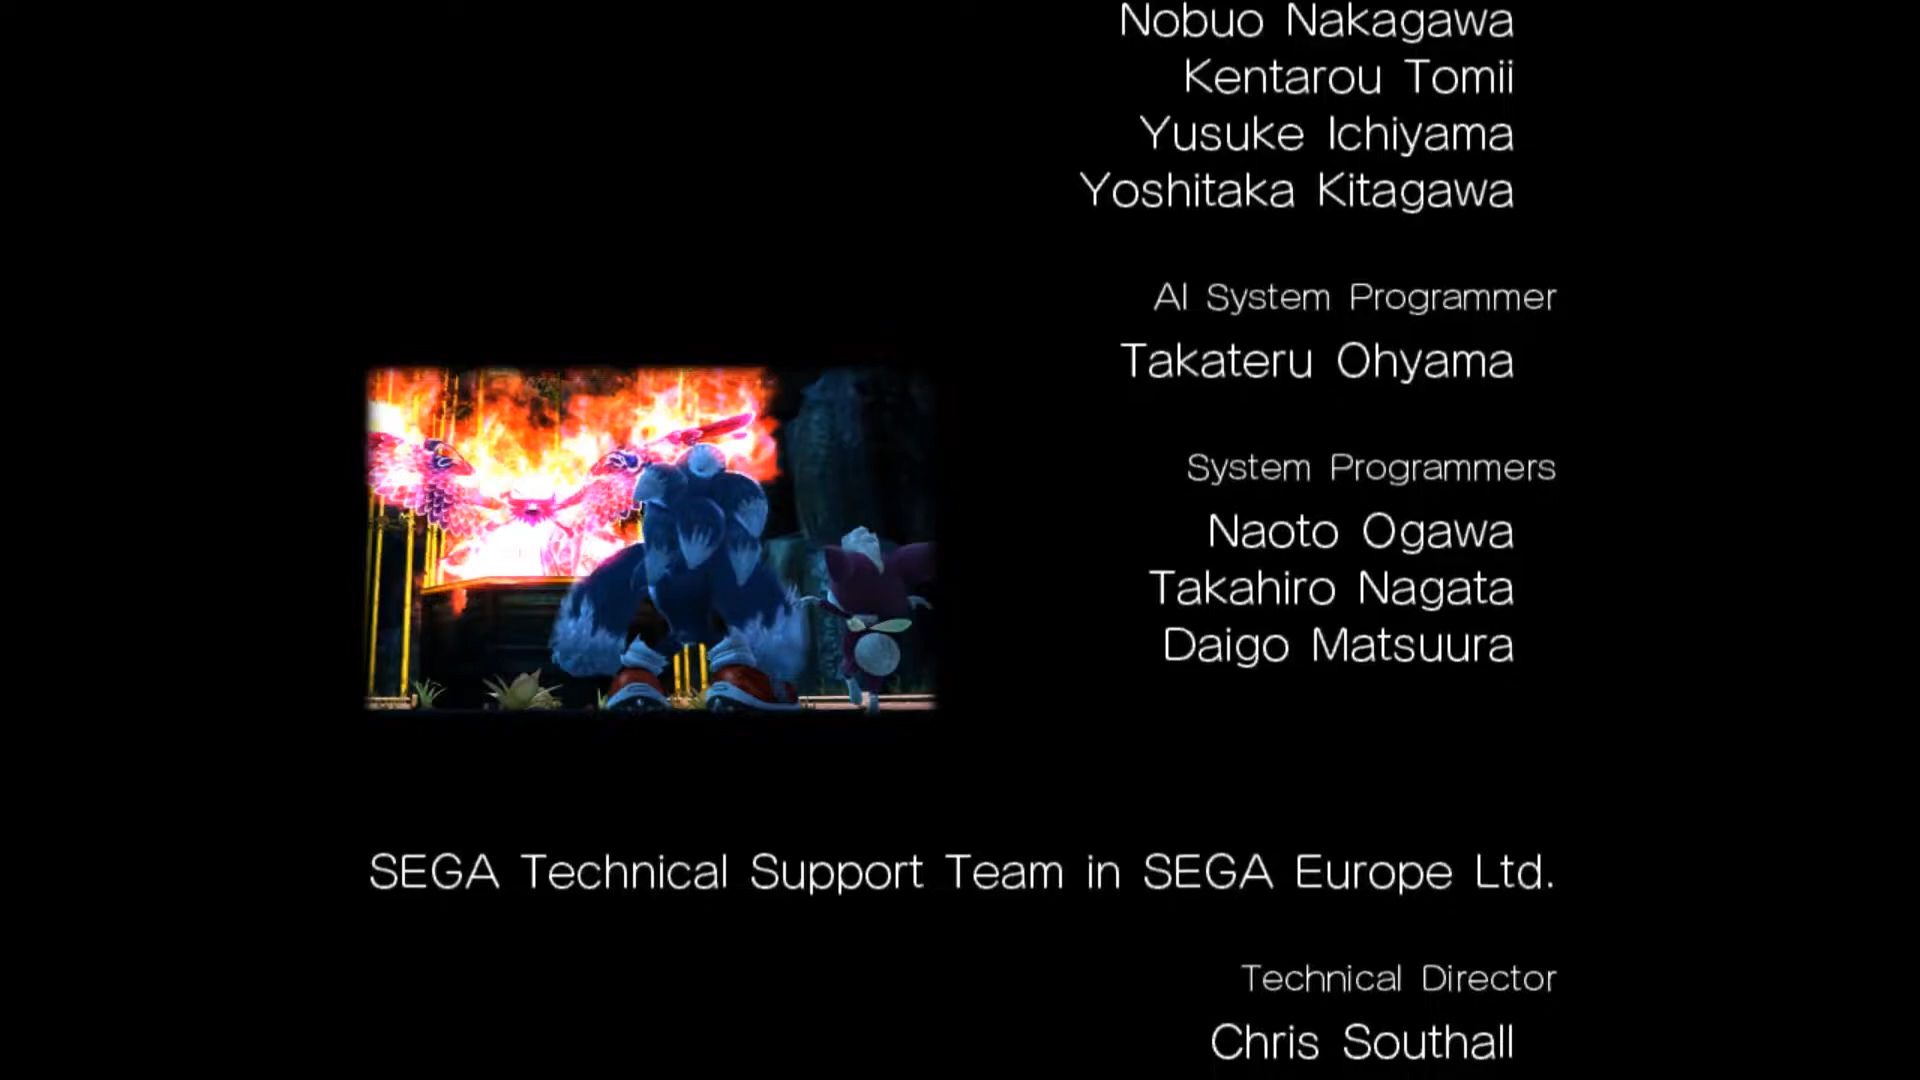 Nobuo Nakagawa
Kentarou Tomii
Yusuke Ichiyama
Yoshitaka Kitagawa
AI System Programmer
Takateru Ohyama
System Programmers
Naoto Ogawa
Takahiro Nagata
Daigo Matsuura
SEGA Technical Support Team in SEGA Europe Ltd.
Technical Director
Chris Southall